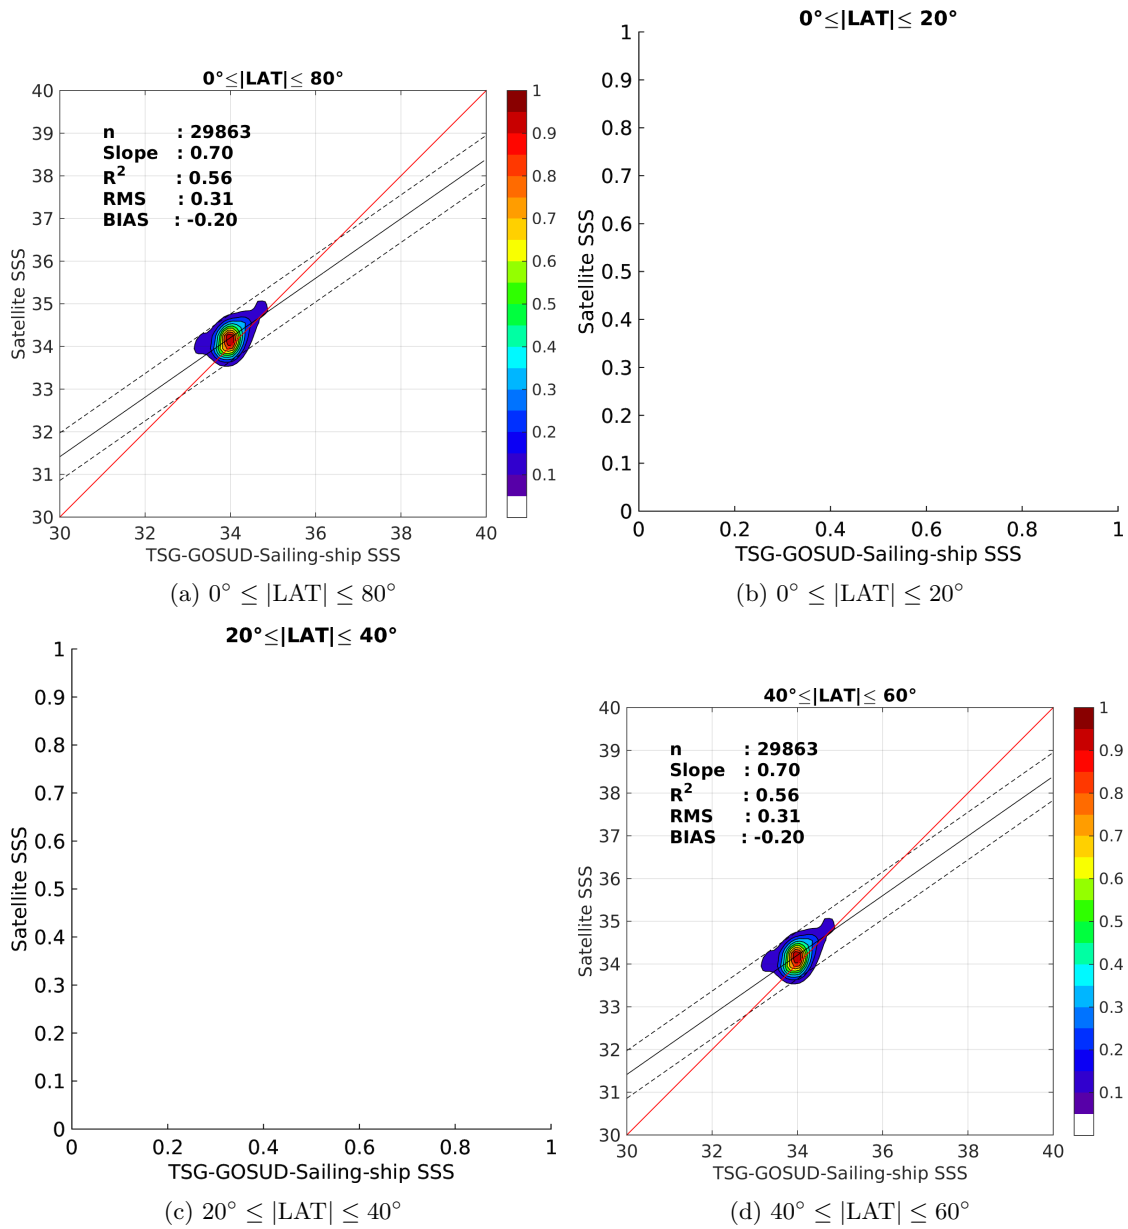 0°≤|LAT|≤ 80°
n : 29863
Slope : 0.70
R² : 0.56
RMS : 0.31
BIAS : -0.20
Satellite SSS
40
39
38
37
36
35
34
33
32
31
30
30 32 34 36 38 40
TSG-GOSUD-Sailing-ship SSS
1
0.9
0.8
0.7
0.6
0.5
0.4
0.3
0.2
0.1
(a) 0° ≤ |LAT| ≤ 80°
0°≤|LAT|≤ 20°
Satellite SSS
1
0.9
0.8
0.7
0.6
0.5
0.4
0.3
0.2
0.1
0
0 0.2 0.4 0.6 0.8 1
TSG-GOSUD-Sailing-ship SSS
(b) 0° ≤ |LAT| ≤ 20°
20°≤|LAT|≤ 40°
Satellite SSS
1
0.9
0.8
0.7
0.6
0.5
0.4
0.3
0.2
0.1
0
0 0.2 0.4 0.6 0.8 1
TSG-GOSUD-Sailing-ship SSS
(c) 20° ≤ |LAT| ≤ 40°
40°≤|LAT|≤ 60°
n : 29863
Slope : 0.70
R² : 0.56
RMS : 0.31
BIAS : -0.20
Satellite SSS
40
39
38
37
36
35
34
33
32
31
30
30 32 34 36 38 40
TSG-GOSUD-Sailing-ship SSS
1
0.9
0.8
0.7
0.6
0.5
0.4
0.3
0.2
0.1
(d) 40° ≤ |LAT| ≤ 60°